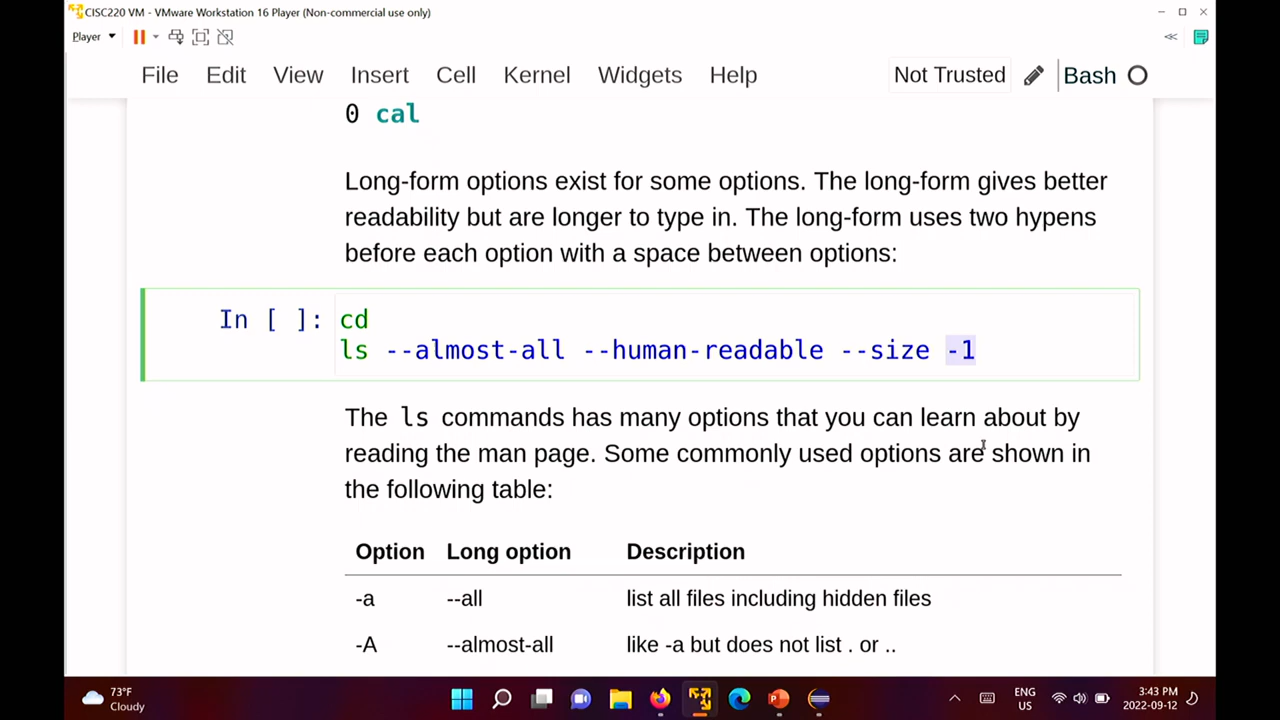 CISC220 VM - VMware Workstation 16 Player (Non-commercial use only)
Player
File Edit View Insert Cell Kernel Widgets Help Not Trusted Bash
0 cal
Long-form options exist for some options. The long-form gives better
readability but are longer to type in. The long-form uses two hypens
before each option with a space between options:
In [ ]: cd
ls --almost-all --human-readable --size -1
The ls commands has many options that you can learn about by
reading the man page. Some commonly used options are shown in
the following table:
Option Long option Description
-a --all list all files including hidden files
-A --almost-all like -a but does not list . or ..
73°F
Cloudy
ENG
US
3:43 PM
2022-09-12